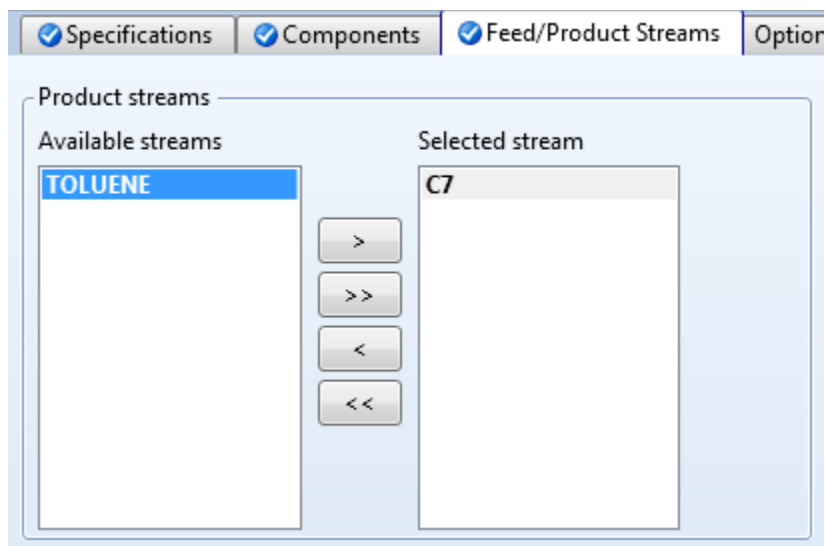 Specifications
Components
Feed/Product Streams
Option
Product streams
Available streams
Selected stream
TOLUENE
C7
>
>>
<
<<